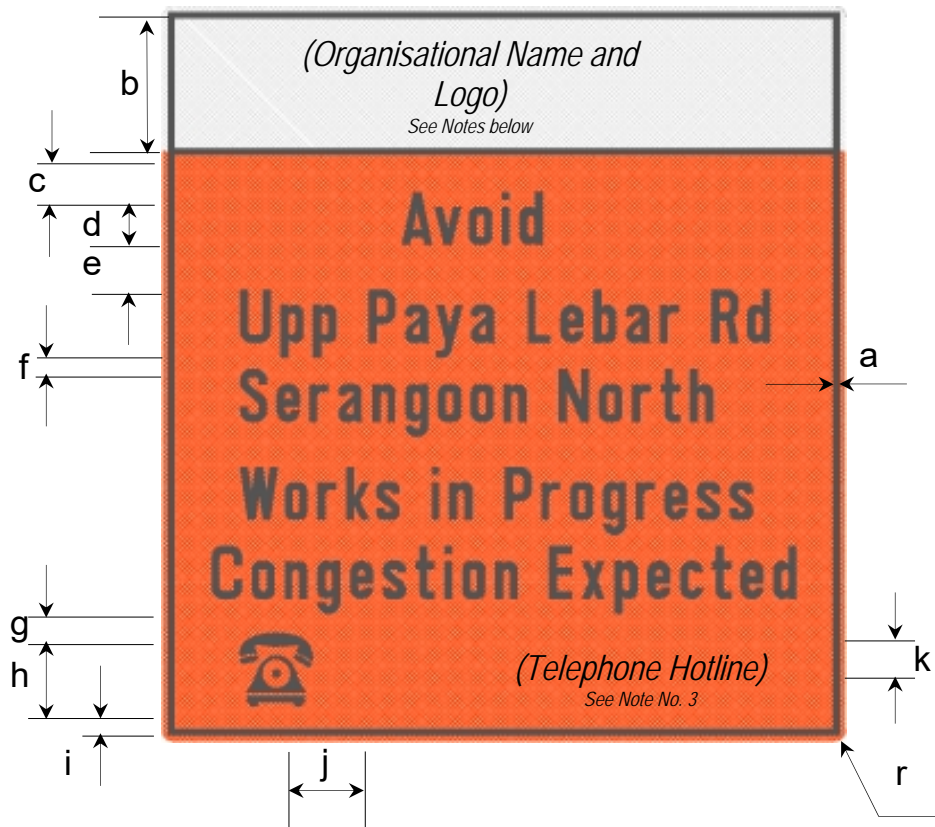 (Organisational Name and
Logo)
See Notes below
b
c
d
e
Avoid
Upp Paya Lebar Rd
f
a
Serangoon North
Works in Progress
Congestion Expected
g
h
(Telephone Hotline)
k
See Note No. 3
i
j
r